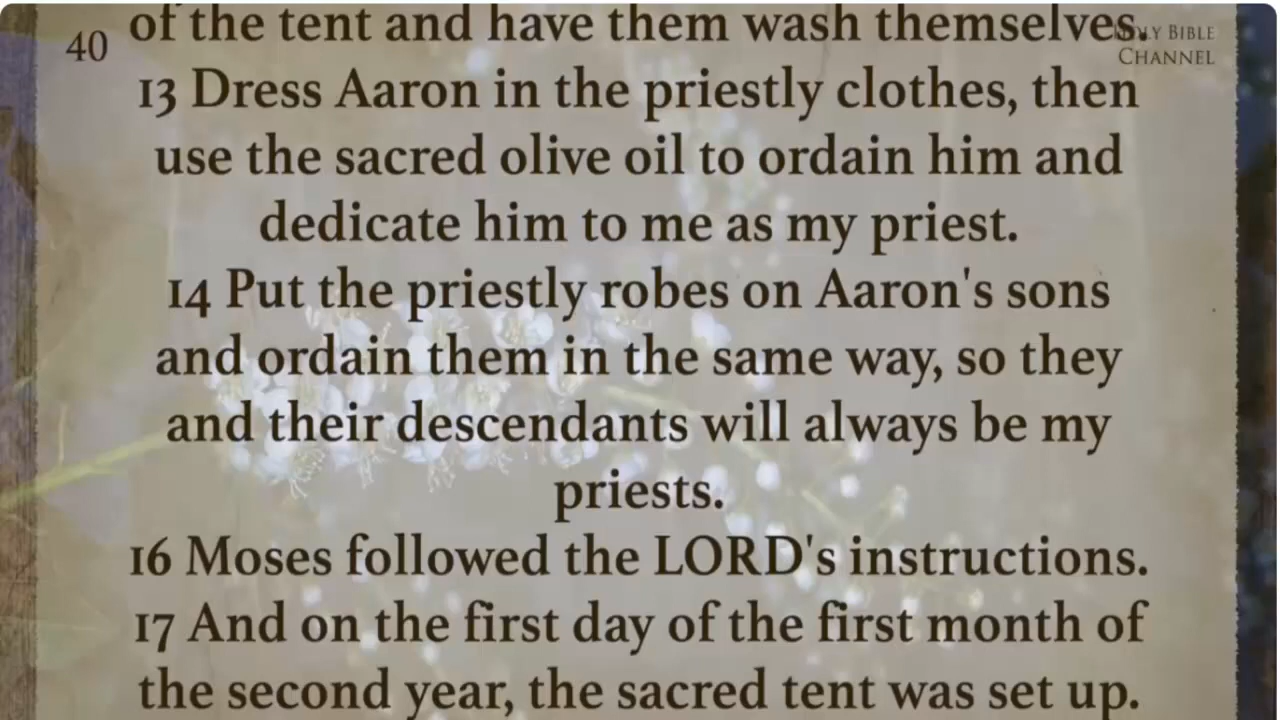 of the tent and have them wash themselves.
40
HOLY BIBLE
CHANNEL
13 Dress Aaron in the priestly clothes, then
use the sacred olive oil to ordain him and
dedicate him to me as my priest.
14 Put the priestly robes on Aaron's sons
and ordain them in the same way, so they
and their descendants will always be my
priests.
16 Moses followed the LORD's instructions.
17 And on the first day of the first month of
the second year, the sacred tent was set up.